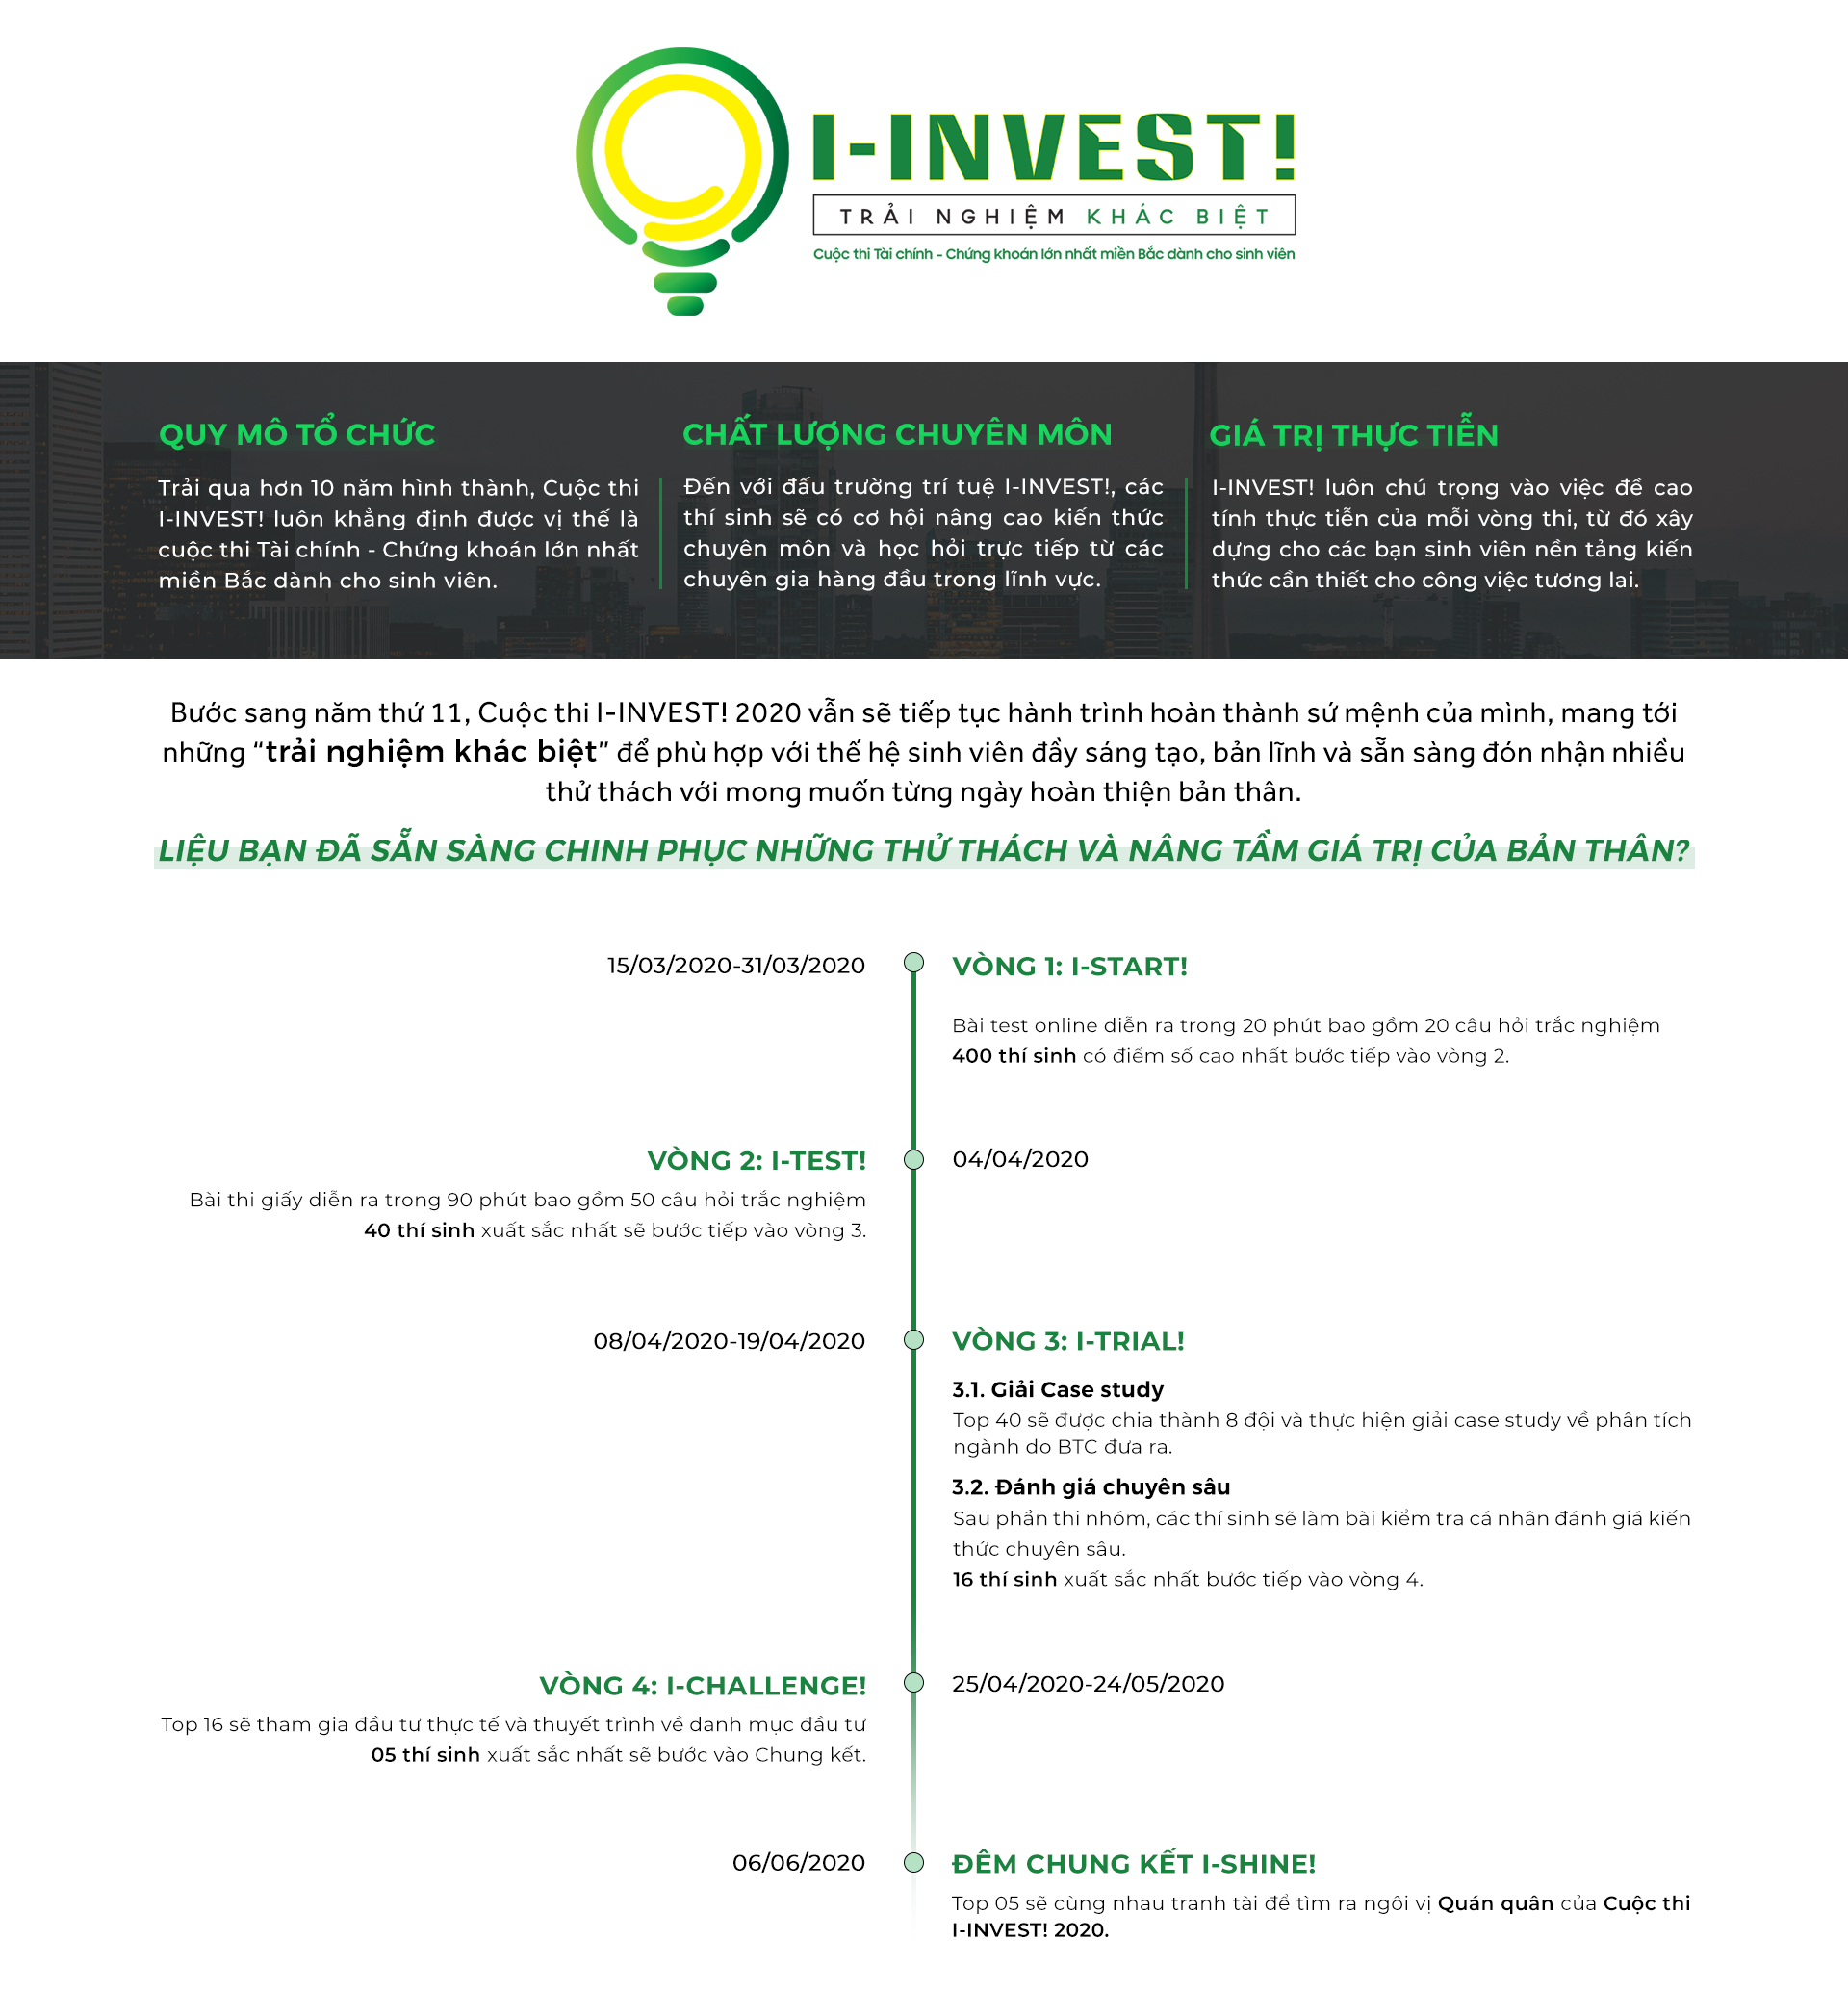 I-INVEST!
TRẢI NGHIỆM KHÁC BIỆT
Cuộc thi Tài chính - Chứng khoán lớn nhất miền Bắc dành cho sinh viên
QUY MÔ TỔ CHỨC
Trải qua hơn 10 năm hình thành, Cuộc thi
I-INVEST! luôn khẳng định được vị thế là
cuộc thi Tài chính - Chứng khoán lớn nhất
miền Bắc dành cho sinh viên.
CHẤT LƯỢNG CHUYÊN MÔN
Đến với đấu trường trí tuệ I-INVEST!, các
thí sinh sẽ có cơ hội nâng cao kiến thức
chuyên môn và học hỏi trực tiếp từ các
chuyên gia hàng đầu trong lĩnh vực.
GIÁ TRỊ THỰC TIỄN
I-INVEST! luôn chú trọng vào việc đề cao
tính thực tiễn của mỗi vòng thi, từ đó xây
dựng cho các bạn sinh viên nền tảng kiến
thức cần thiết cho công việc tương lai.
Bước sang năm thứ 11, Cuộc thi I-INVEST! 2020 vẫn sẽ tiếp tục hành trình hoàn thành sứ mệnh của mình, mang tới
những “trải nghiệm khác biệt” để phù hợp với thế hệ sinh viên đầy sáng tạo, bản lĩnh và sẵn sàng đón nhận nhiều
thử thách với mong muốn từng ngày hoàn thiện bản thân.
LIỆU BẠN ĐÃ SẴN SÀNG CHINH PHỤC NHỮNG THỬ THÁCH VÀ NÂNG TẦM GIÁ TRỊ CỦA BẢN THÂN?
15/03/2020-31/03/2020
VÒNG 1: I-START!
Bài test online diễn ra trong 20 phút bao gồm 20 câu hỏi trắc nghiệm
400 thí sinh có điểm số cao nhất bước tiếp vào vòng 2.
VÒNG 2: I-TEST!
04/04/2020
Bài thi giấy diễn ra trong 90 phút bao gồm 50 câu hỏi trắc nghiệm
40 thí sinh xuất sắc nhất sẽ bước tiếp vào vòng 3.
08/04/2020-19/04/2020
VÒNG 3: I-TRIAL!
3.1. Giải Case study
Top 40 sẽ được chia thành 8 đội và thực hiện giải case study về phân tích
ngành do BTC đưa ra.
3.2. Đánh giá chuyên sâu
Sau phần thi nhóm, các thí sinh sẽ làm bài kiểm tra cá nhân đánh giá kiến
thức chuyên sâu.
16 thí sinh xuất sắc nhất bước tiếp vào vòng 4.
VÒNG 4: I-CHALLENGE!
25/04/2020-24/05/2020
Top 16 sẽ tham gia đầu tư thực tế và thuyết trình về danh mục đầu tư
05 thí sinh xuất sắc nhất sẽ bước vào Chung kết.
06/06/2020
ĐÊM CHUNG KẾT I-SHINE!
Top 05 sẽ cùng nhau tranh tài để tìm ra ngôi vị Quán quân của Cuộc thi
I-INVEST! 2020.